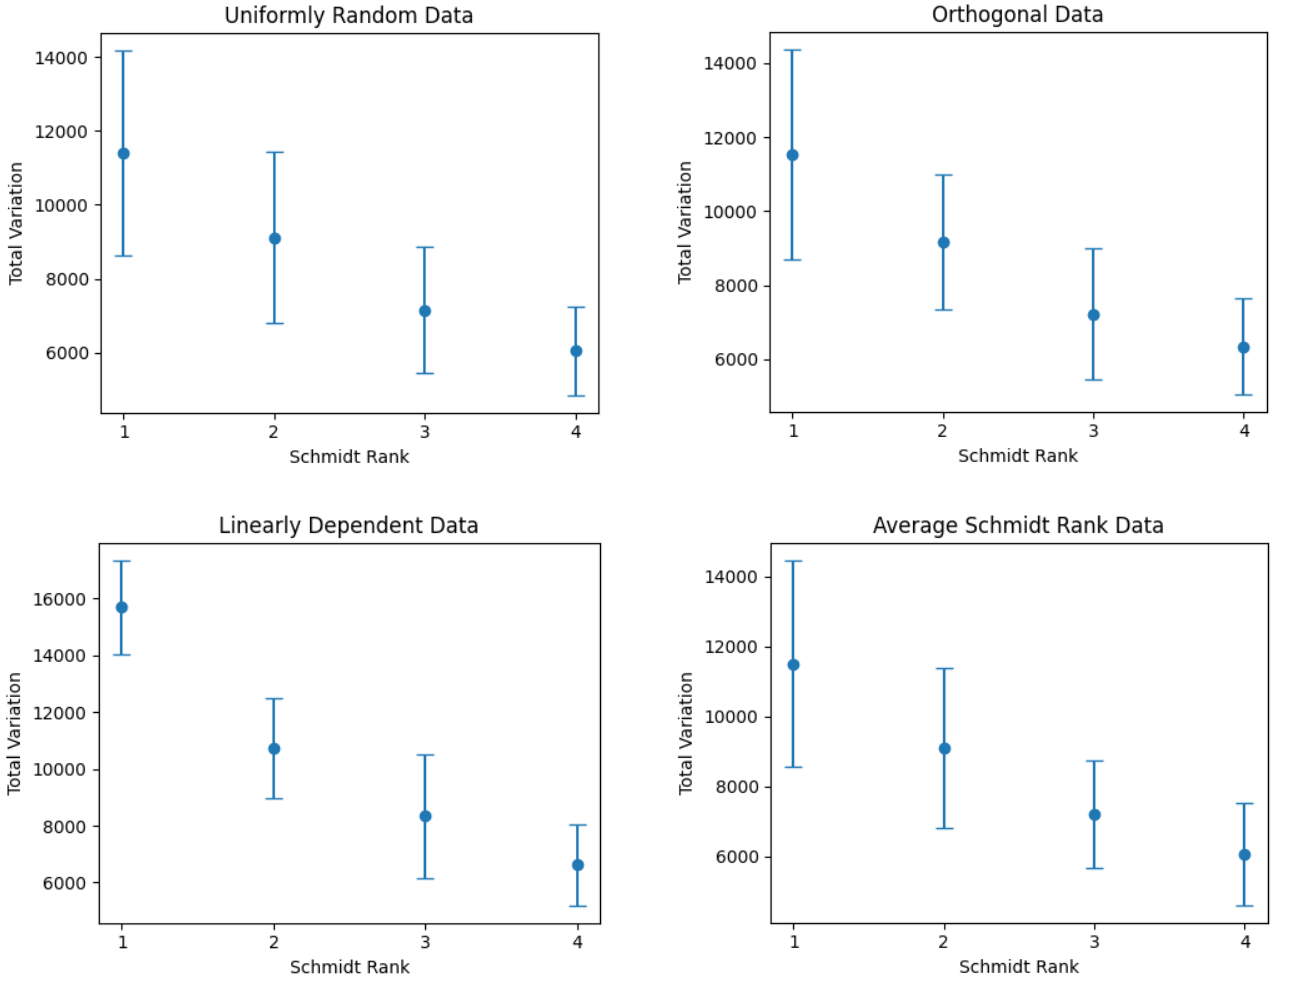 Uniformly Random Data
14000
12000
10000
8000
6000
Total Variation
1 2 3 4
Schmidt Rank
Orthogonal Data
14000
12000
10000
8000
6000
Total Variation
1 2 3 4
Schmidt Rank
Linearly Dependent Data
16000
14000
12000
10000
8000
6000
Total Variation
1 2 3 4
Schmidt Rank
Average Schmidt Rank Data
14000
12000
10000
8000
6000
Total Variation
1 2 3 4
Schmidt Rank